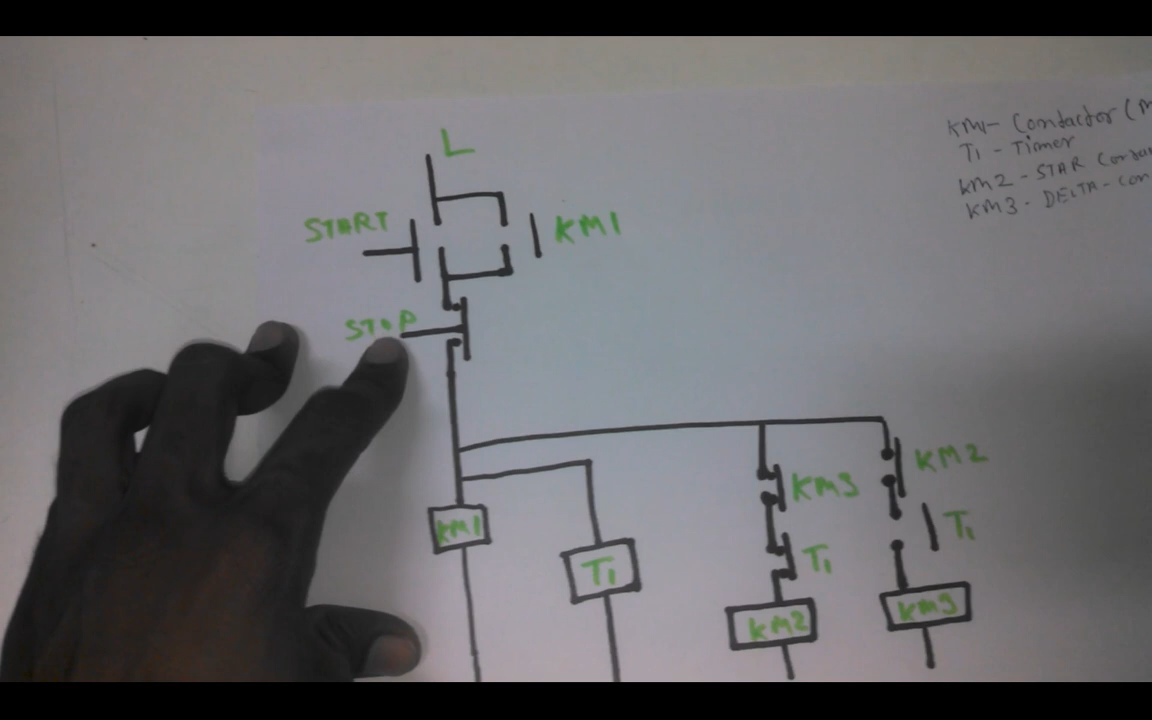 L
START
KM1
STOP
KM1
T1
KM3
T1
KM2
KM2
T1
KM3
KM1- Contactor (M
T1 - Timer
KM2 - STAR
KM3 - DELTA - Con